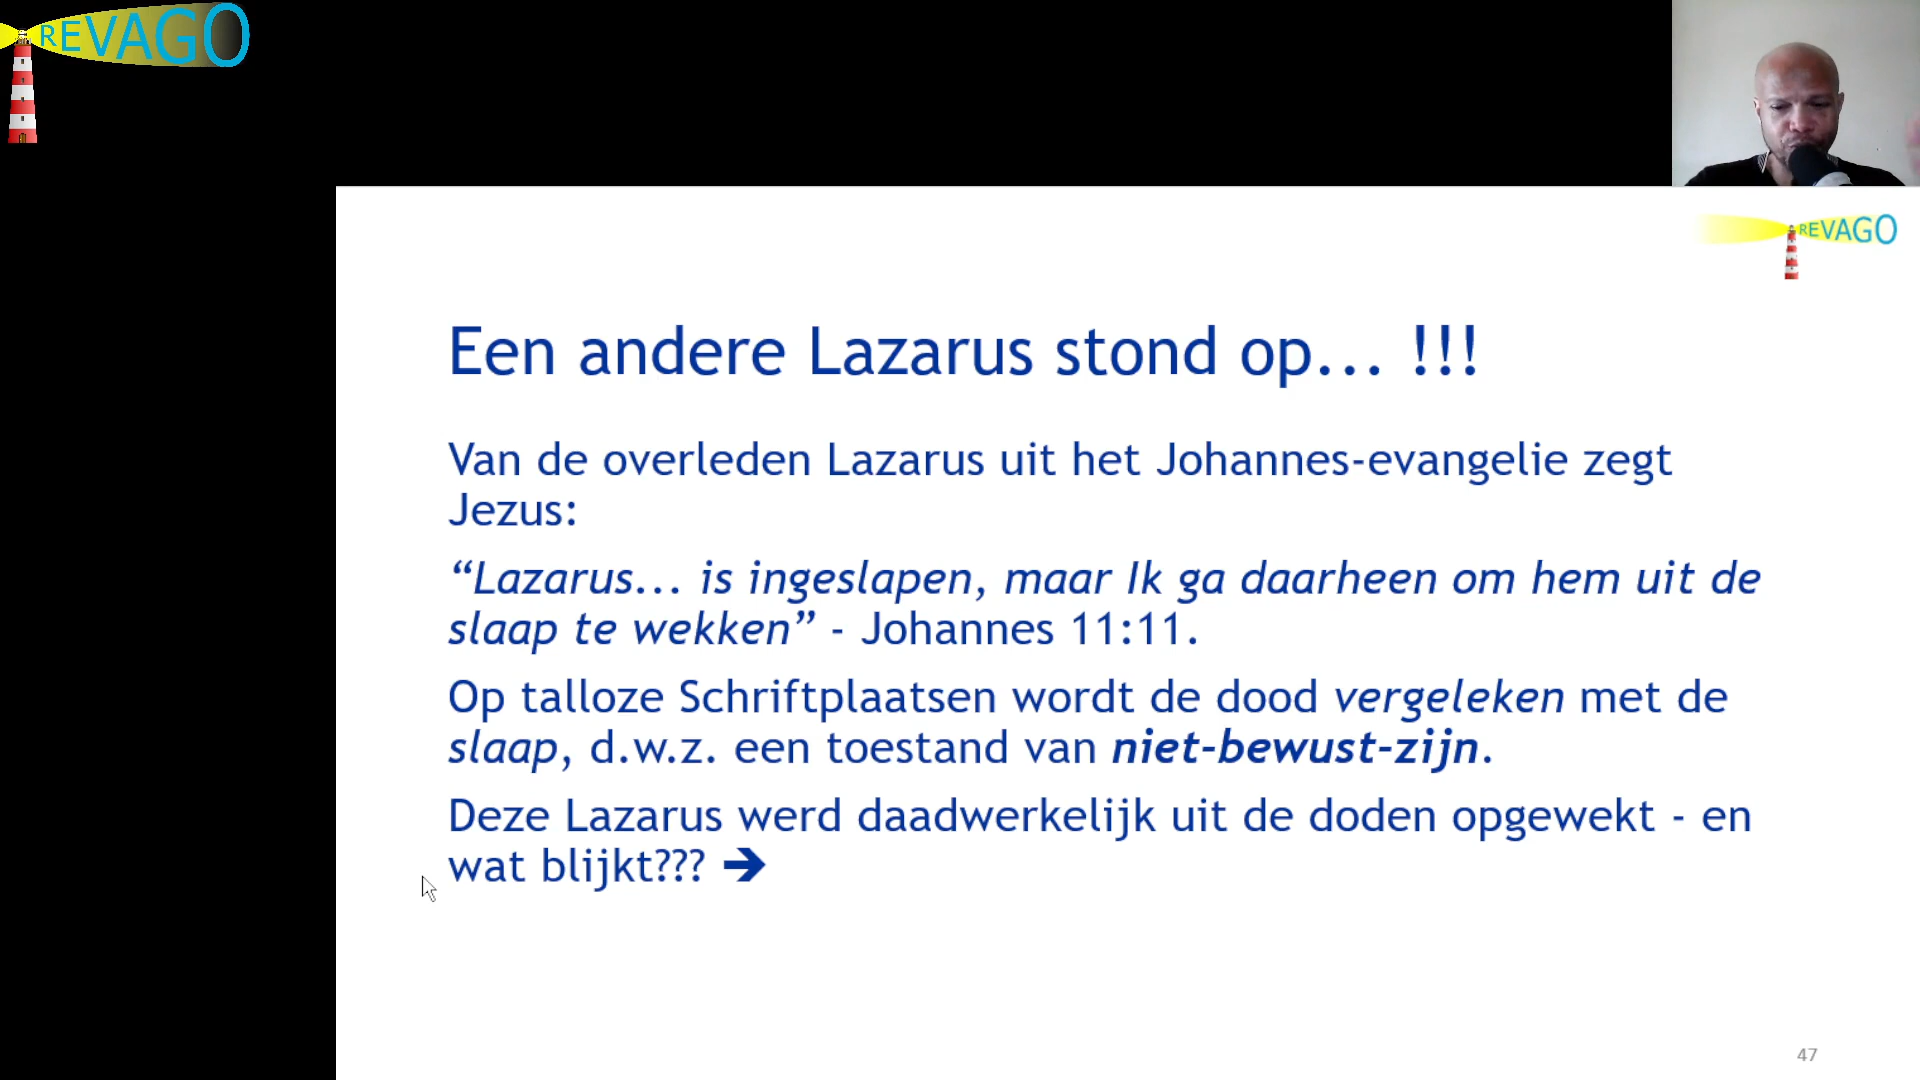 REVAGO
REVAGO
Een andere Lazarus stond op... !!!
Van de overleden Lazarus uit het Johannes-evangelie zegt
Jezus:
“Lazarus... is ingeslapen, maar Ik ga daarheen om hem uit de
slaap te wekken” - Johannes 11:11.
Op talloze Schriftplaatsen wordt de dood vergeleken met de
slaap, d.w.z. een toestand van niet-bewust-zijn.
Deze Lazarus werd daadwerkelijk uit de doden opgewekt - en
wat blijkt??? ➔
47